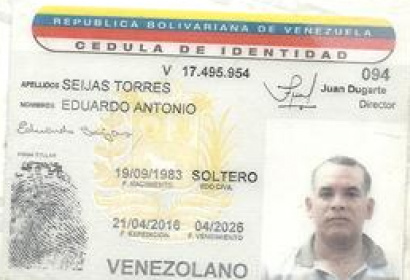 REPUBLICA BOLIVARIANA DE VENEZUELA
CEDULA DE IDENTIDAD
V 17.495.954 094
APELLIDOS SEIJAS TORRES Juan Dugarte
NOMBRES EDUARDO ANTONIO Director
Eduardo Seijas
FIRMA TITULAR
19/09/1983 SOLTERO
F. NACIMIENTO EDO CIVIL
21/04/2016 04/2026
F. EXPEDICION F. VENCIMIENTO
VENEZOLANO